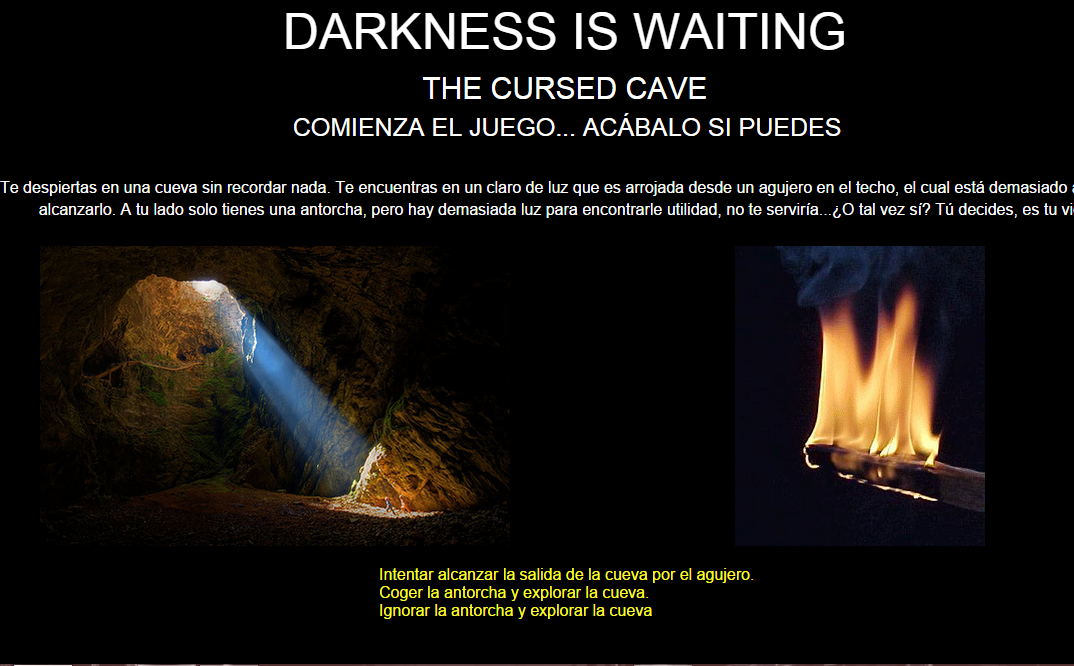 DARKNESS IS WAITING
THE CURSED CAVE
COMIENZA EL JUEGO... ACÁBALO SI PUEDES
Te despiertas en una cueva sin recordar nada. Te encuentras en un claro de luz que es arrojada desde un agujero en el techo, el cual está demasiado
alcanzarlo. A tu lado solo tienes una antorcha, pero hay demasiada luz para encontrarle utilidad, no te serviría...¿O tal vez sí? Tú decides, es tu
Intentar alcanzar la salida de la cueva por el agujero.
Coger la antorcha y explorar la cueva.
Ignorar la antorcha y explorar la cueva